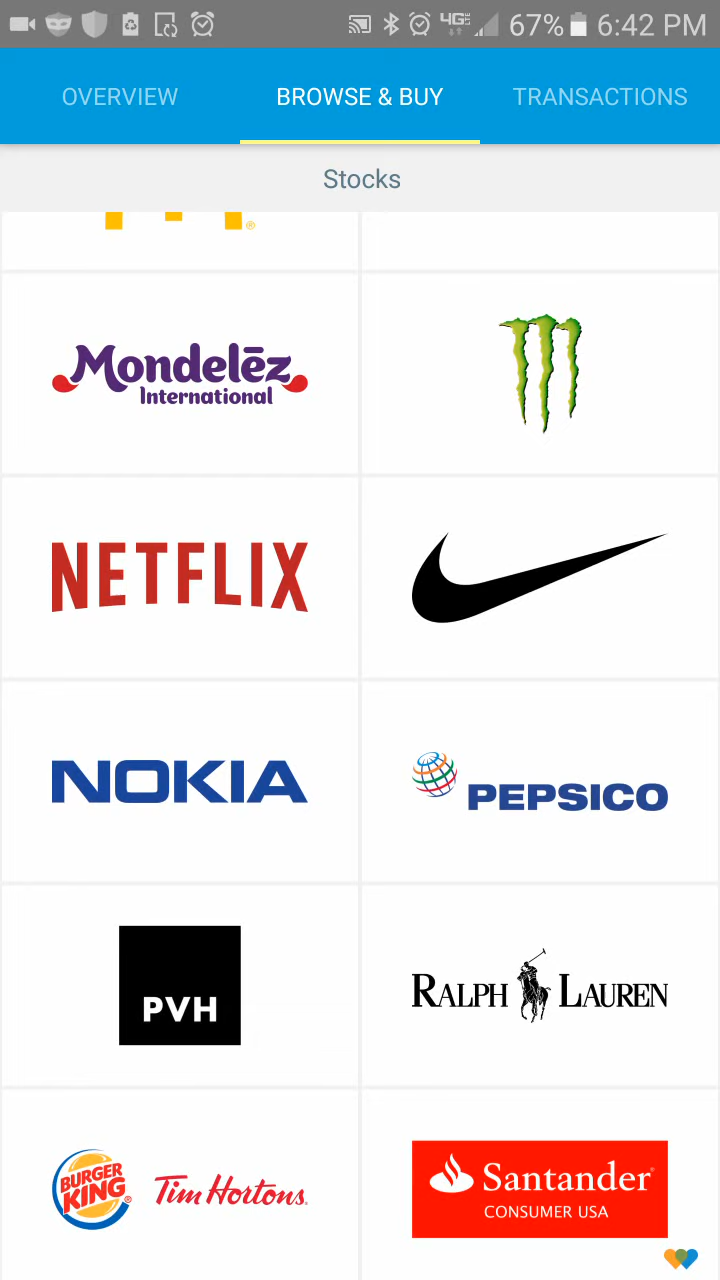 67% 6:42 PM
OVERVIEW BROWSE & BUY TRANSACTIONS
Stocks
Mondelēz
International
NETFLIX
NOKIA
PEPSICO
PVH
RALPH LAUREN
BURGER
KING® Tim Hortons.
Santander
CONSUMER USA